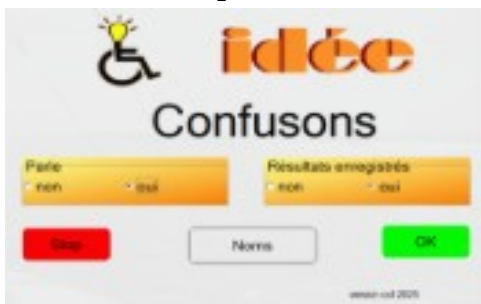 idée
Confusons
Parle
Résultats enregistrés
non oui
non oui
Stop
Noms
OK